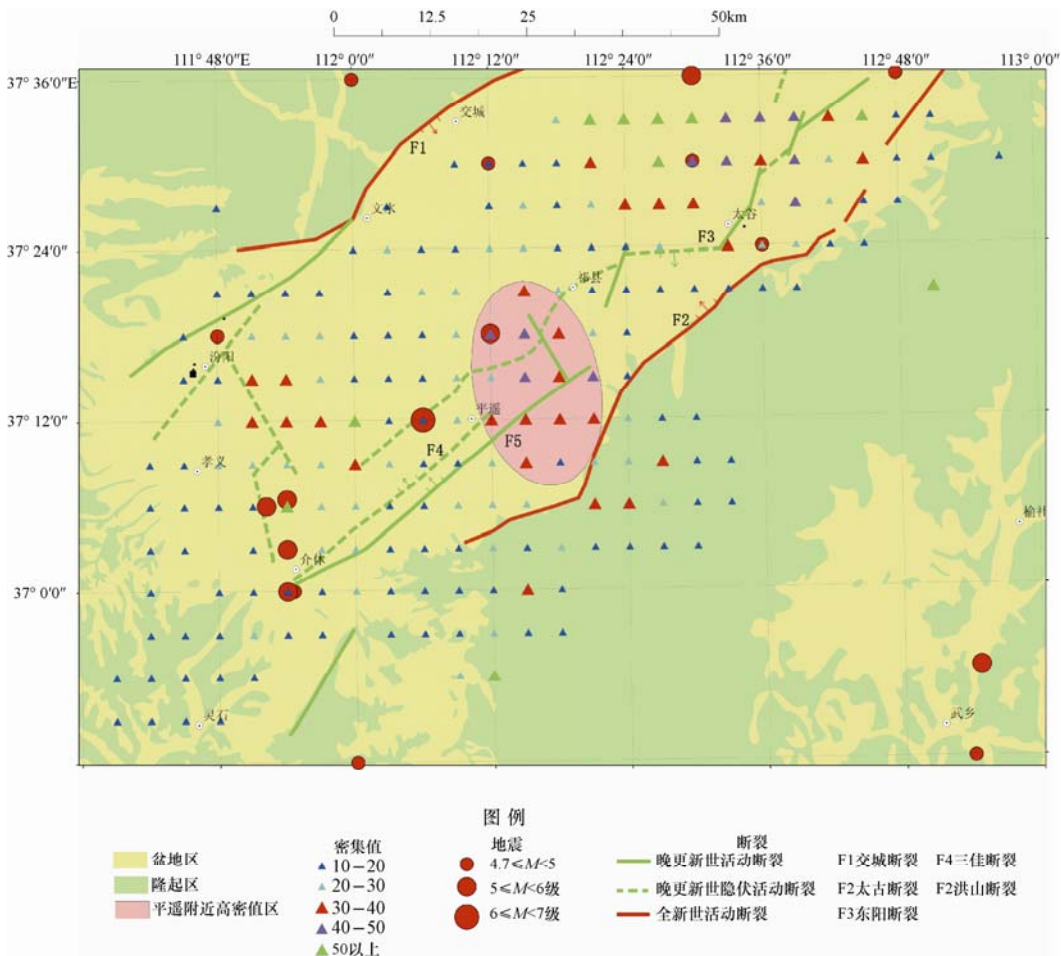 0 12.5 25 50km
111°48′0″E 112°0′0″ 112°12′0″ 112°24′0″ 112°36′0″ 112°48′0″ 113°0′0″
37°36′0″
交城
F1
文水
太谷
37°24′0″
F3
祁县
F2
汾阳
37°12′0″
平遥
F4 F5
孝义
榆社
介休
37°0′0″
灵石
武乡
图 例
盆地区
隆起区
平遥附近高密值区
密集值
10－20
20－30
30－40
40－50
50以上
地震
4.7≤M<5
5≤M<6级
6≤M<7级
断裂
晚更新世活动断裂 F1交城断裂 F4三佳断裂
晚更新世隐伏活动断裂 F2太古断裂 F2洪山断裂
全新世活动断裂 F3东阳断裂